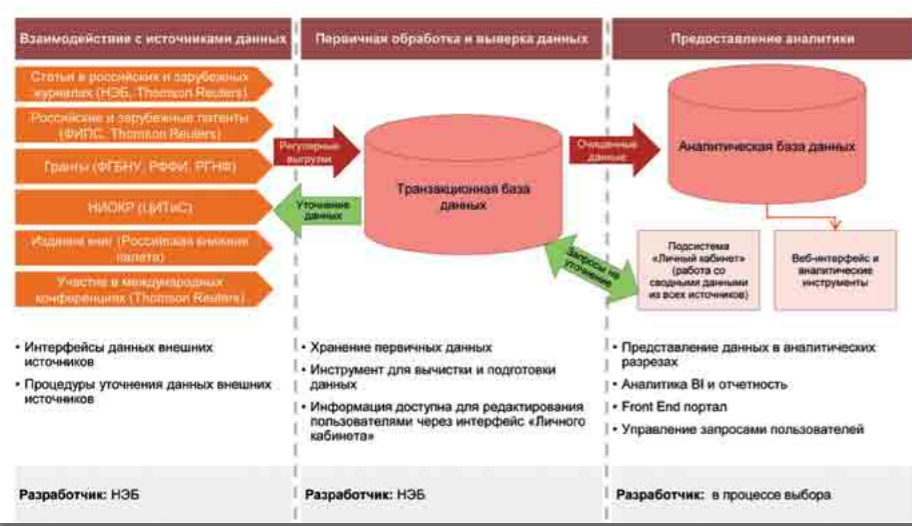 Взаимодействие с источниками данных
Первичная обработка и выверка данных
Предоставление аналитики
Статьи в российских и зарубежных
журналах (НЭБ, Thomson Reuters)
Российские и зарубежные патенты
(ФИПС, Thomson Reuters)
Гранты (ФГБНУ, РФФИ, РГНФ)
НИОКР (ЦИТиС)
Издание книг (Российская книжная
палата)
Участие в международных
конференциях (Thomson Reuters)
Регулярные
выгрузки
Уточнение
данных
Транзакционная база
данных
Очищенные
данные
Запросы на
уточнение
Аналитическая база данных
Подсистема
«Личный кабинет»
(работа со
сводными данными
из всех источников)
Веб-интерфейс и
аналитические
инструменты
• Интерфейсы данных внешних
источников
• Процедуры уточнения данных внешних
источников
• Хранение первичных данных
• Инструмент для вычистки и подготовки
данных
• Информация доступна для редактирования
пользователями через интерфейс «Личного
кабинета»
• Представление данных в аналитических
разрезах
• Аналитика BI и отчетность
• Front End портал
• Управление запросами пользователей
Разработчик: НЭБ
Разработчик: НЭБ
Разработчик: в процессе выбора